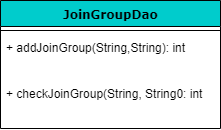 JoinGroupDao
+ addJoinGroup(String,String): int
+ checkJoinGroup(String, String0: int